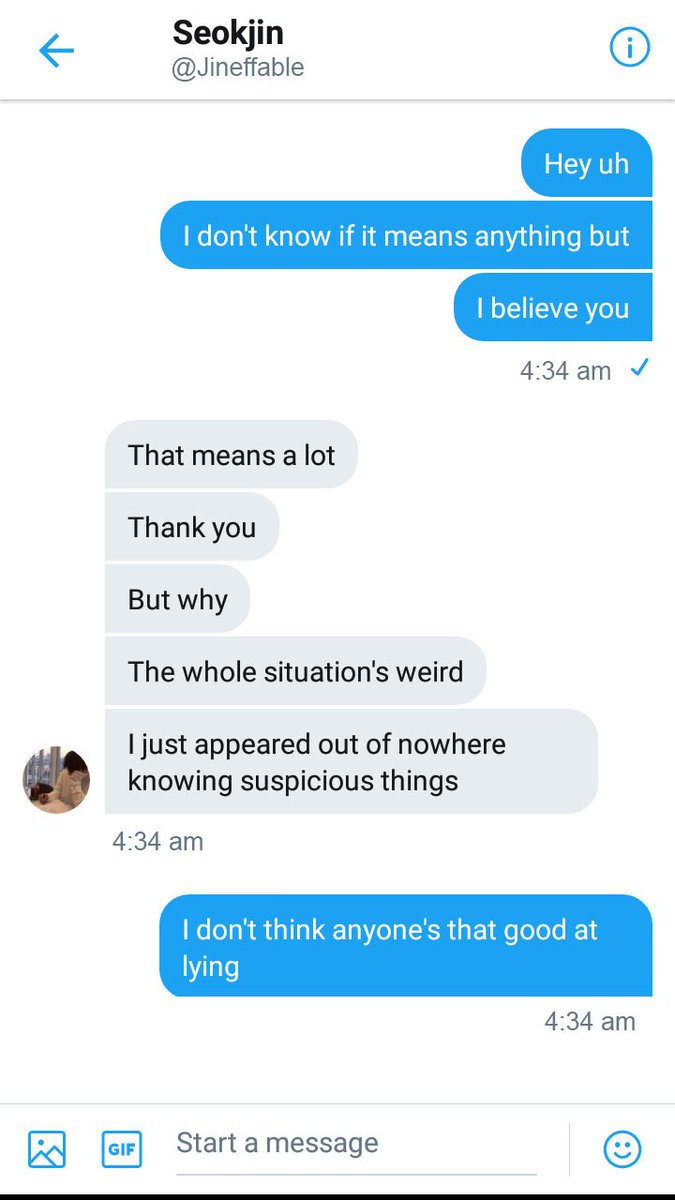 Seokjin
@Jineffable
Hey uh
I don't know if it means anything but
I believe you
4:34 am
That means a lot
Thank you
But why
The whole situation's weird
I just appeared out of nowhere
knowing suspicious things
4:34 am
I don't think anyone's that good at
lying
4:34 am
GIF
Start a message